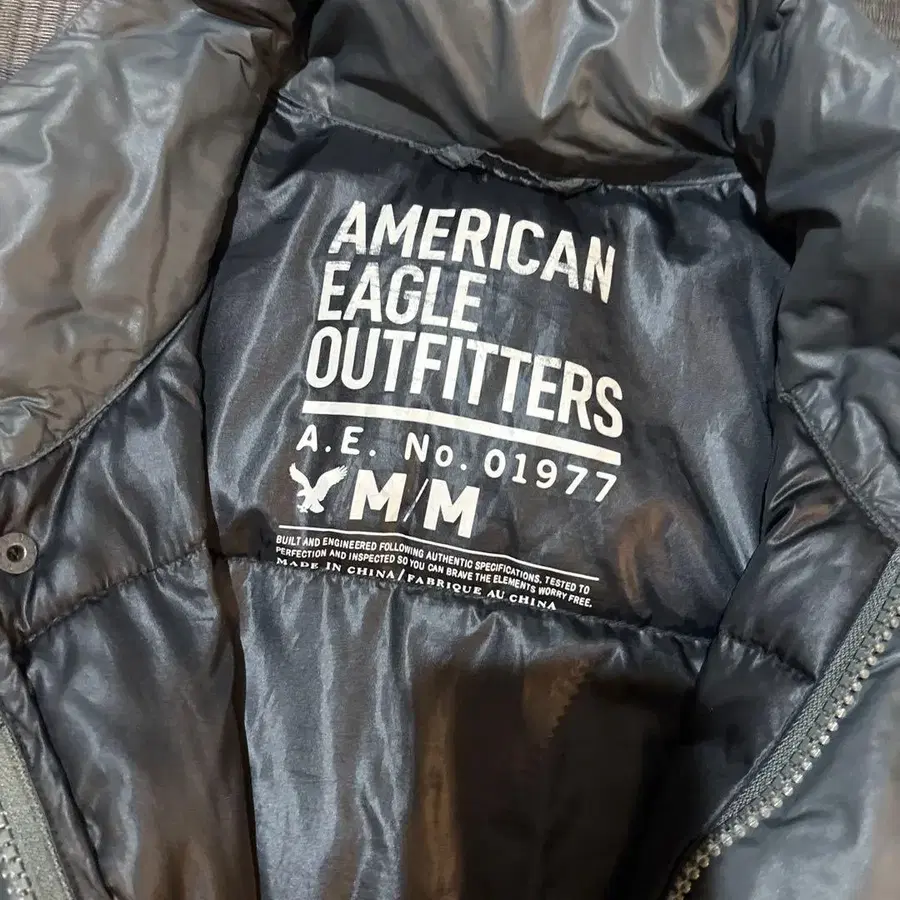 AMERICAN
EAGLE
OUTFITTERS
A.E. No. 01977
M/M
BUILT AND ENGINEERED FOLLOWING AUTHENTIC SPECIFICATIONS. TESTED TO
PERFECTION AND INSPECTED SO YOU CAN BRAVE THE ELEMENTS WORRY FREE.
MADE IN CHINA/FABRIQUE AU CHINA